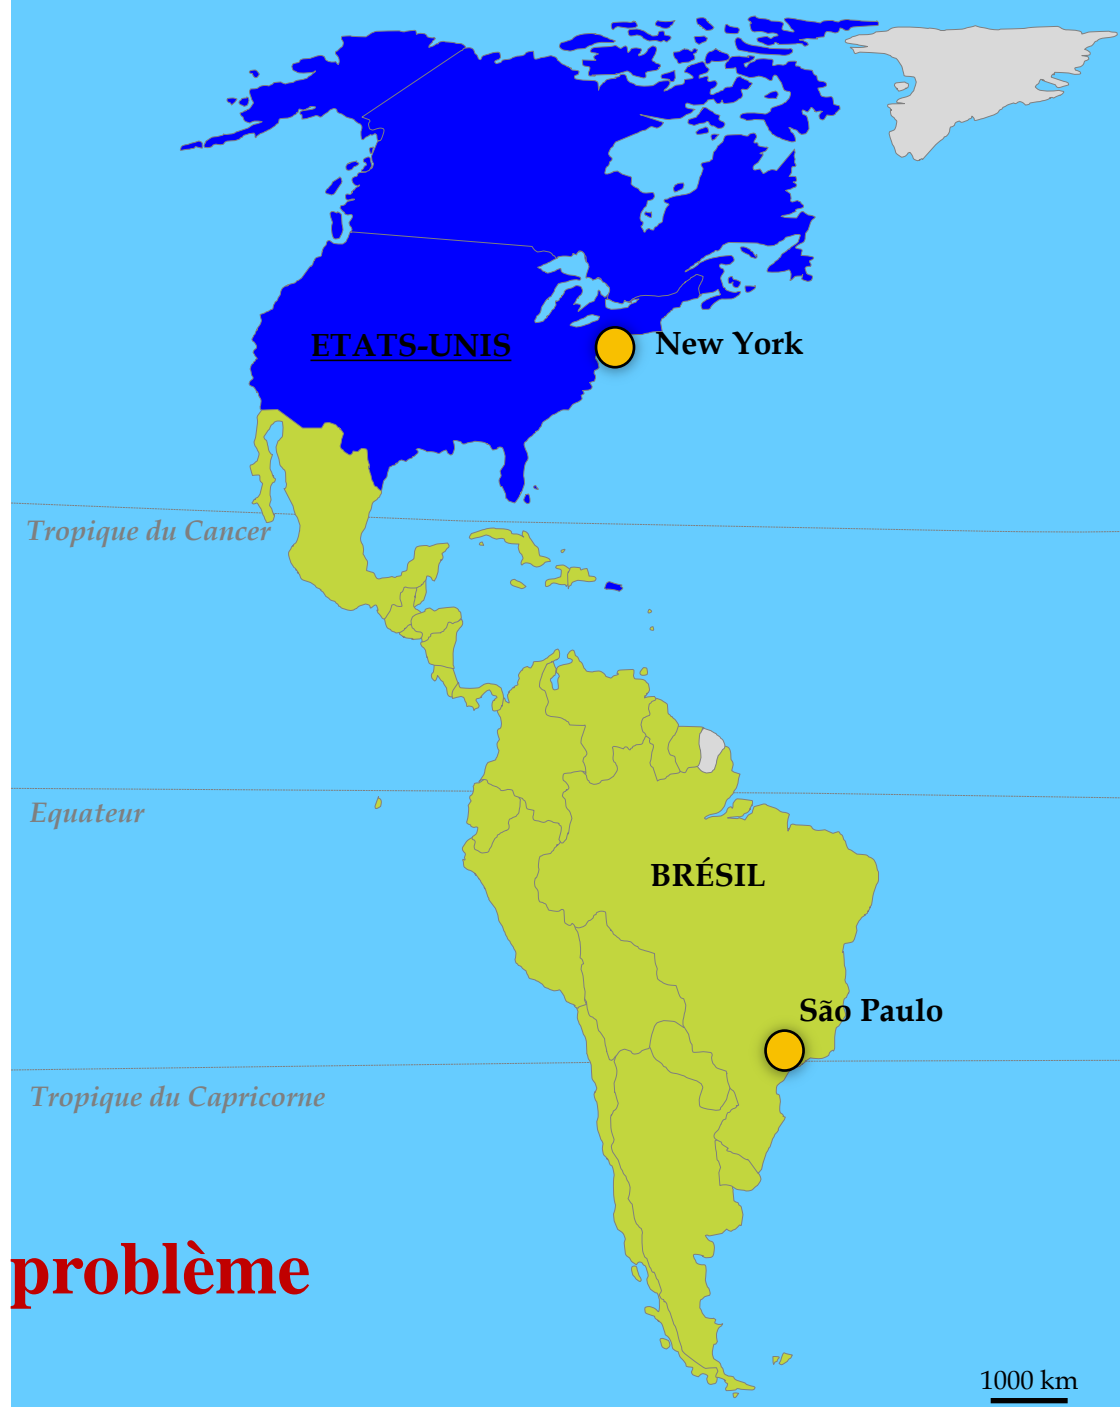 ETATS-UNIS
New York
Tropique du Cancer
Equateur
BRÉSIL
São Paulo
Tropique du Capricorne
problème
1000 km